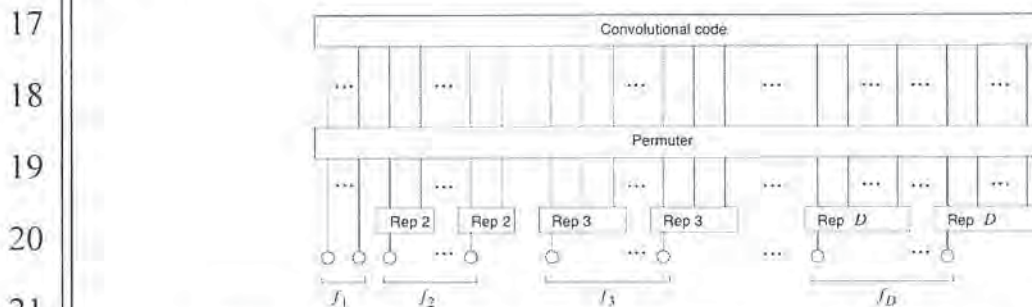 17
Convolutional code
... ... ... ... ... ... ...
18
Permuter
19
... ... ... ... ... ... ...
Rep 2 Rep 2 Rep 3 Rep 3 Rep D Rep D
20
... ... ... ...
f1 f2 f3 fD
21